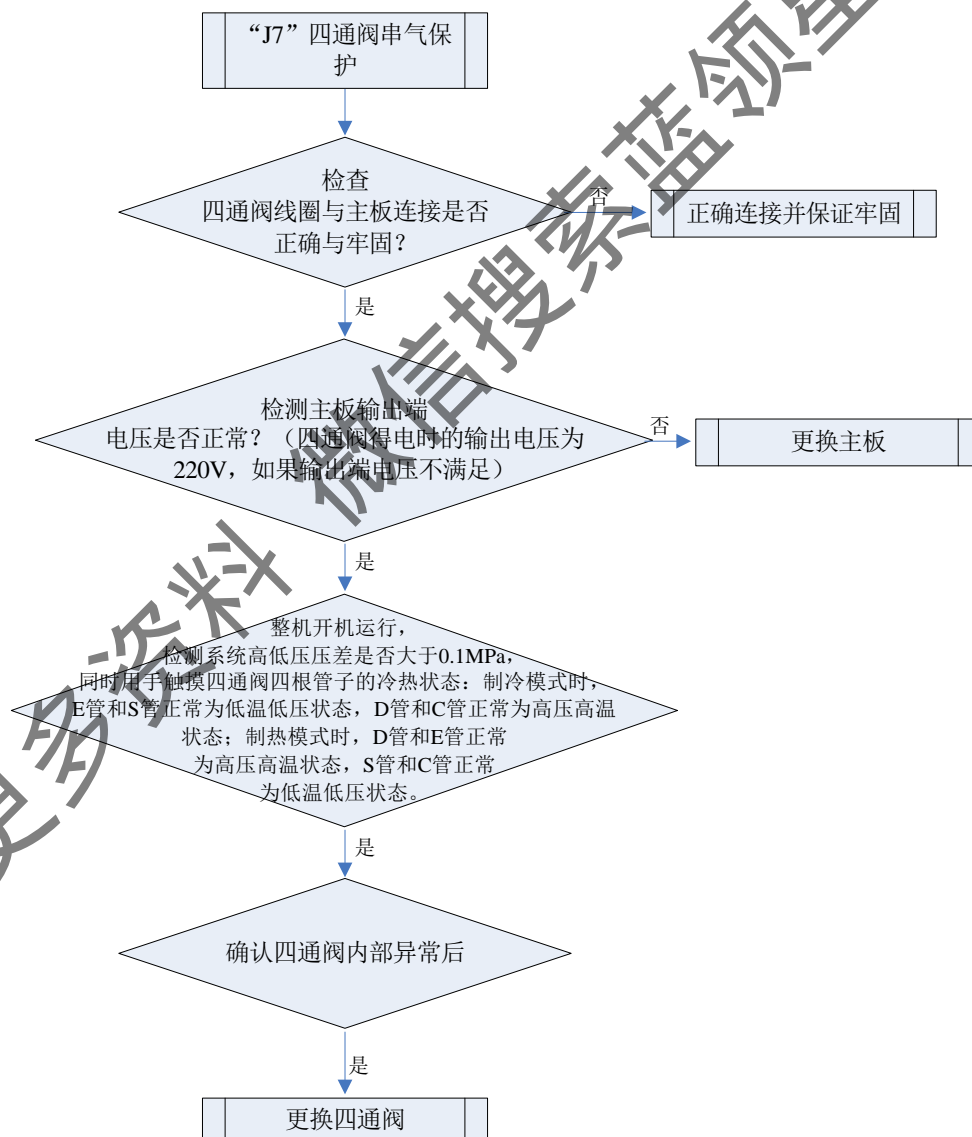 “J7”四通阀串气保
护
检查
四通阀线圈与主板连接是否
正确与牢固？
否
正确连接并保证牢固
是
检测主板输出端
电压是否正常？（四通阀得电时的输出电压为
220V，如果输出端电压不满足）
否
更换主板
是
整机开机运行，
检测系统高低压压差是否大于0.1MPa，
同时用手触摸四通阀四根管子的冷热状态：制冷模式时，
E管和S管正常为低温低压状态，D管和C管正常为高压高温
状态；制热模式时，D管和E管正常
为高压高温状态，S管和C管正常
为低温低压状态。
是
确认四通阀内部异常后
是
更换四通阀
更多资料 微信搜索蓝领